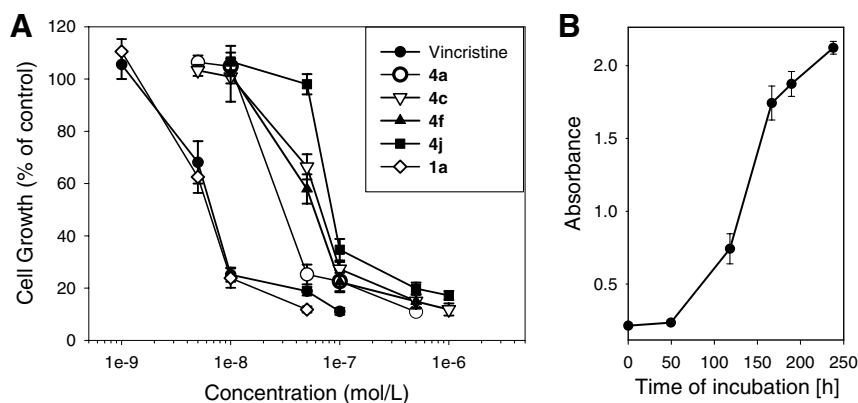 A
120
100
80
60
40
20
0
Cell Growth (% of control)
1e-9 1e-8 1e-7 1e-6
Concentration (mol/L)
Vincristine
4a
4c
4f
4j
1a
B
2.0
1.5
1.0
0.5
Absorbance
0 50 100 150 200 250
Time of incubation [h]